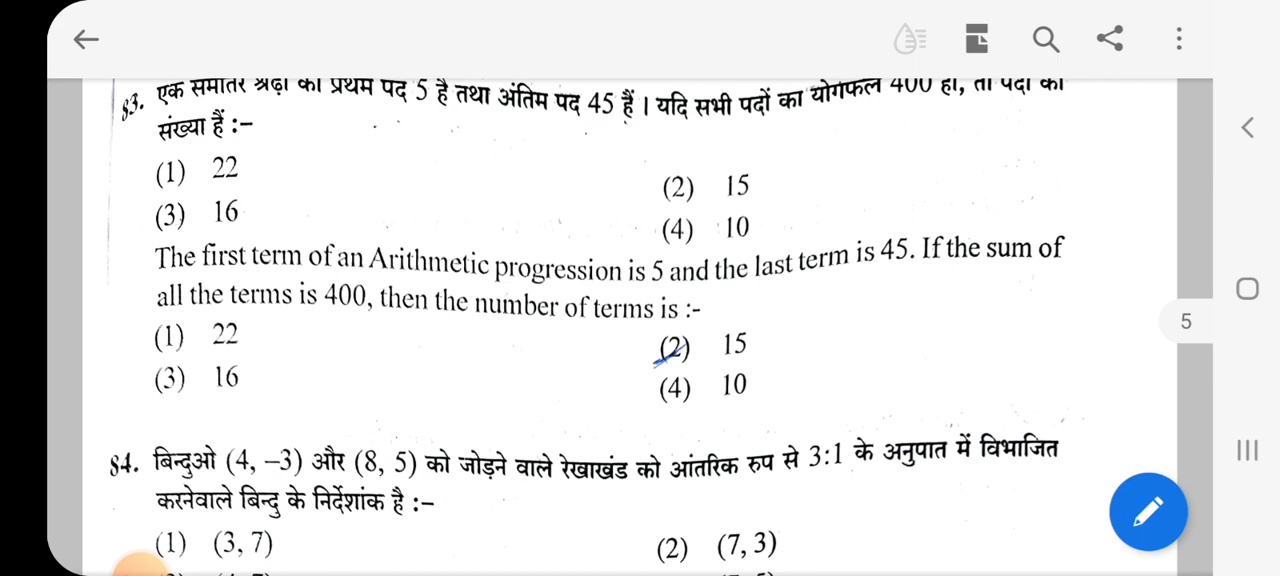 83. एक समांतर श्रेढ़ी का प्रथम पद 5 है तथा अंतिम पद 45 हैं । यदि सभी पदों का योगफल 400 हो, तो पदों की
संख्या हैं :–
(1) 22
(2) 15
(3) 16
(4) 10
The first term of an Arithmetic progression is 5 and the last term is 45. If the sum of
all the terms is 400, then the number of terms is :-
(1) 22
(2) 15
(3) 16
(4) 10
5
84. बिन्दुओ (4, –3) और (8, 5) को जोड़ने वाले रेखाखंड को आंतरिक रुप से 3:1 के अनुपात में विभाजित
करनेवाले बिन्दु के निर्देशांक है :–
(1) (3, 7)
(2) (7, 3)